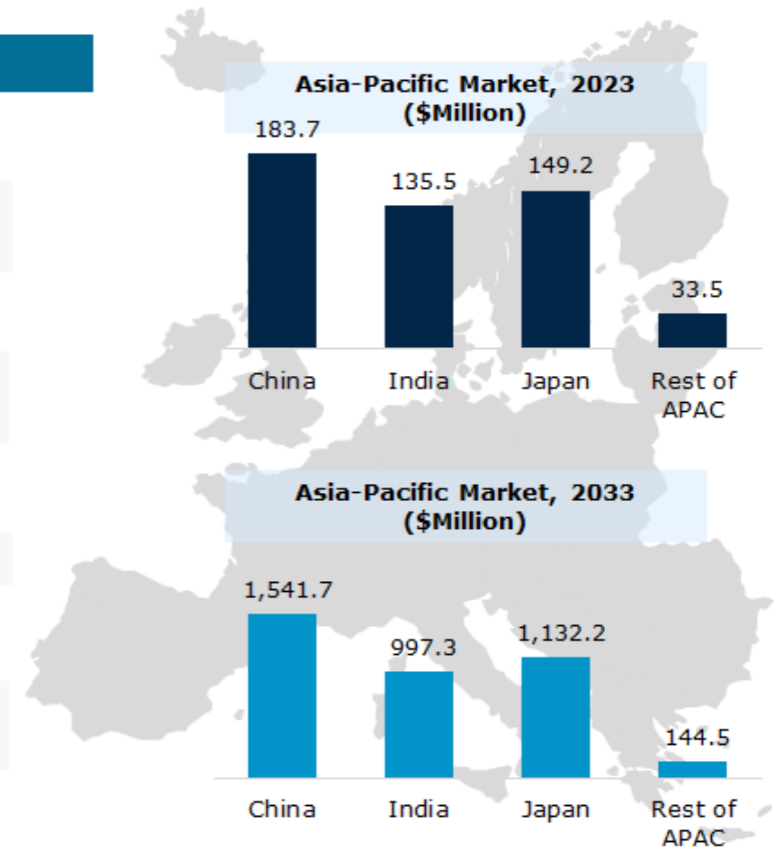 Asia-Pacific Market, 2023
($Million)
183.7
135.5
149.2
33.5
China
India
Japan
Rest of
APAC
Asia-Pacific Market, 2033
($Million)
1,541.7
997.3
1,132.2
144.5
China
India
Japan
Rest of
APAC